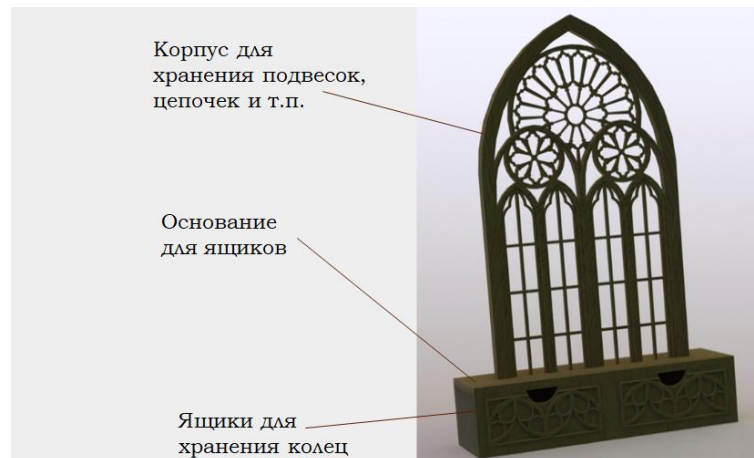 Корпус для
хранения подвесок,
цепочек и т.п.
Основание
для ящиков
Ящики для
хранения колец